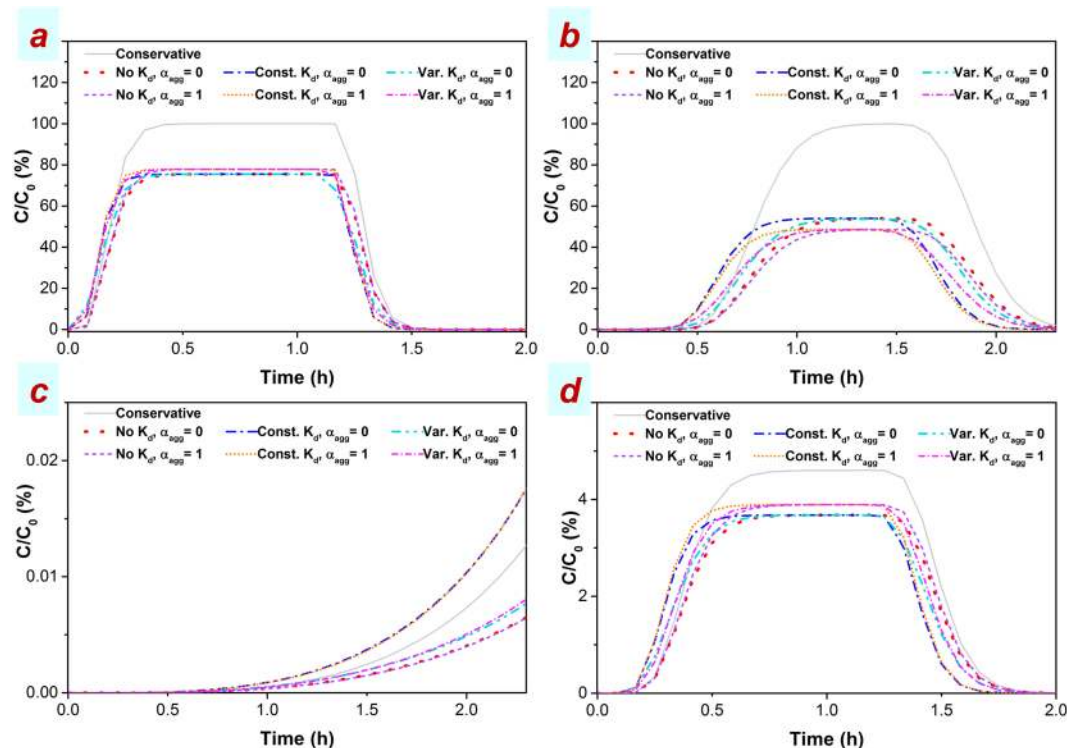 a
Conservative
No K_d, α_agg = 0 Const. K_d, α_agg = 0 Var. K_d, α_agg = 0
No K_d, α_agg = 1 Const. K_d, α_agg = 1 Var. K_d, α_agg = 1
C/C_0 (%)
140
120
100
80
60
40
20
0
0.0 0.5 1.0 1.5 2.0
Time (h)
b
Conservative
No K_d, α_agg = 0 Const. K_d, α_agg = 0 Var. K_d, α_agg = 0
No K_d, α_agg = 1 Const. K_d, α_agg = 1 Var. K_d, α_agg = 1
C/C_0 (%)
140
120
100
80
60
40
20
0
0.0 0.5 1.0 1.5 2.0
Time (h)
c
Conservative
No K_d, α_agg = 0 Const. K_d, α_agg = 0 Var. K_d, α_agg = 0
No K_d, α_agg = 1 Const. K_d, α_agg = 1 Var. K_d, α_agg = 1
C/C_0 (%)
0.02
0.01
0.00
0.0 0.5 1.0 1.5 2.0
Time (h)
d
Conservative
No K_d, α_agg = 0 Const. K_d, α_agg = 0 Var. K_d, α_agg = 0
No K_d, α_agg = 1 Const. K_d, α_agg = 1 Var. K_d, α_agg = 1
C/C_0 (%)
4
2
0
0.0 0.5 1.0 1.5 2.0
Time (h)